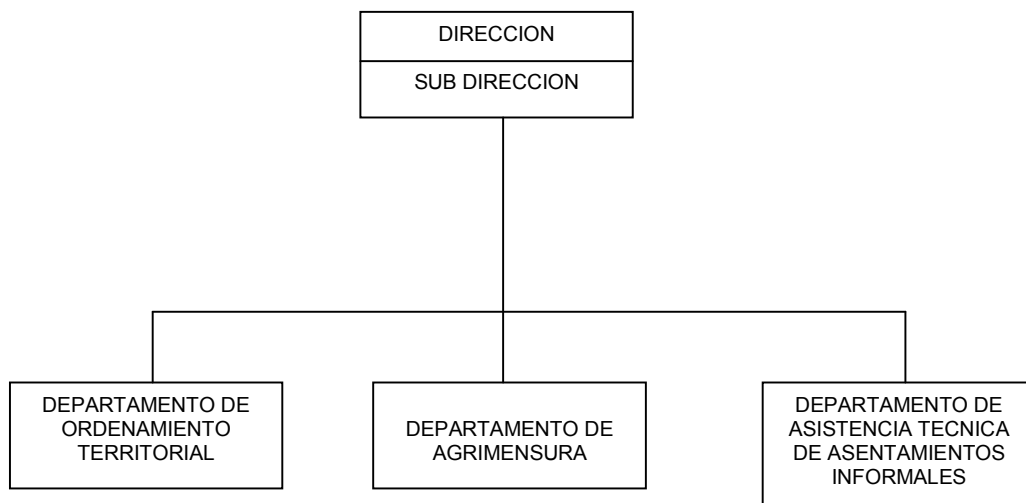 DIRECCION
SUB DIRECCION
DEPARTAMENTO DE
ORDENAMIENTO
TERRITORIAL
DEPARTAMENTO DE
AGRIMENSURA
DEPARTAMENTO DE
ASISTENCIA TECNICA
DE ASENTAMIENTOS
INFORMALES